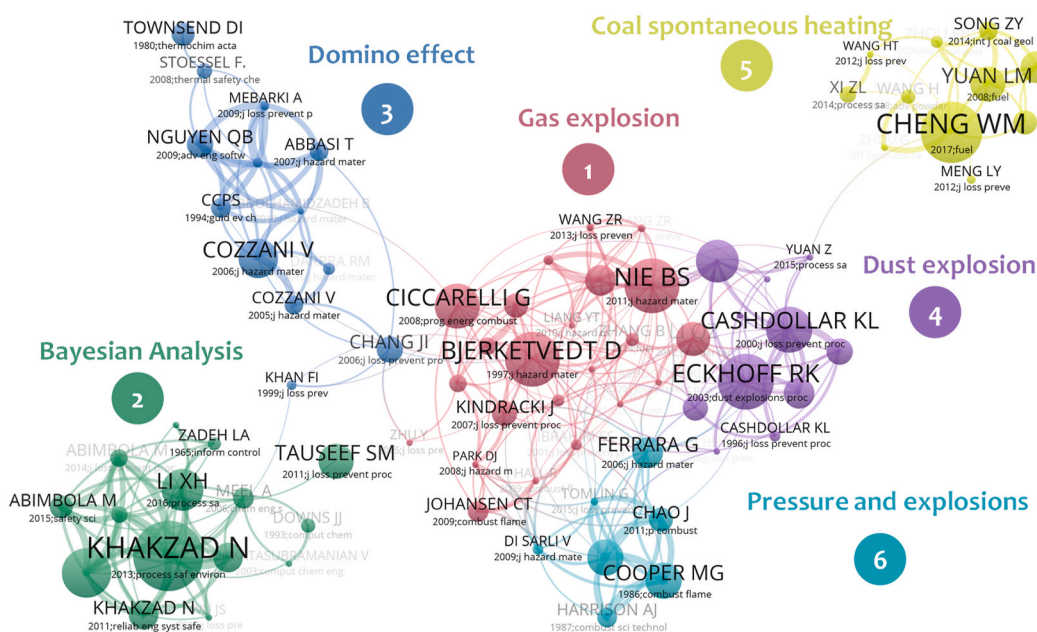 TOWNSEND DI
1980;thermochim acta
STOESSEL F.
2008;thermal safety che
Domino effect
3
MEBARKI A
2009;j loss prevent p
NGUYEN QB
2009;adv eng softw
ABBASI T
2007;j hazard mater
CCPS
1994;guid ev ch
COZZANI V
2006;j hazard mater
COZZANI V
2005;j hazard mater
CHANG JI
2006;j loss prevent pro
KHAN FI
1999;j loss prev
Coal spontaneous heating
5
SONG ZY
2014;int j coal geol
WANG HT
2012;j loss prev
YUAN LM
2008;fuel
XI ZL
2014;process sa
WANG H
CHENG WM
2017;fuel
MENG LY
2012;j loss preve
Gas explosion
1
WANG ZR
2013;j loss preven
NIE BS
2011;j hazard mater
CICCARELLI G
2008;prog energ combust
LIANG YT
ZHANG B
BJERKETVEDT D
1997;j hazard mater
KINDRACKI J
2007;j loss prevent proc
ZHU Y
PARK DJ
2008;j hazard m
JOHANSEN CT
2009;combust flame
YUAN Z
2015;process sa
Dust explosion
4
CASHDOLLAR KL
2000;j loss prevent proc
ECKHOFF RK
2003;dust explosions proc
CASHDOLLAR KL
1996;j loss prevent proc
Bayesian Analysis
2
ZADEH LA
1965;inform control
ABIMBOLA M
TAUSEEF SM
2011;j loss prevent proc
LI XH
2016;process sa
MEEL A
ABIMBOLA M
2015;safety sci
DOWNS JJ
1993;comput chem
KHAKZAD N
2013;process saf environ
KHAKZAD N
2011;reliab eng syst safe
FERRARA G
2006;j hazard mater
TOMLIN G
CHAO J
2011;p combust
Pressure and explosions
6
DI SARLI V
2009;j hazard mate
COOPER MG
1986;combust flame
HARRISON AJ
1987;combust sci technol